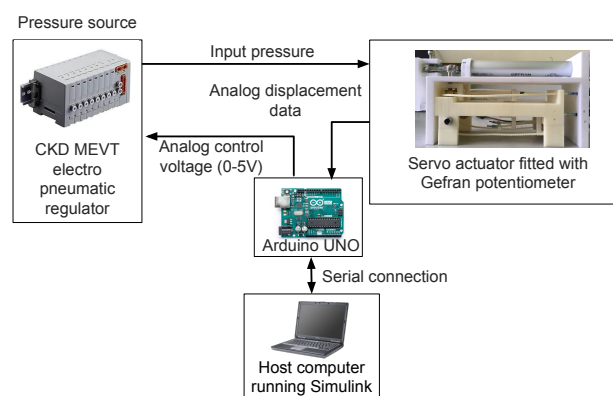 Pressure source
Input pressure
Analog displacement
data
CKD MEVT
electro
pneumatic
regulator
Analog control
voltage (0-5V)
Servo actuator fitted with
Gefran potentiometer
Arduino UNO
Serial connection
Host computer
running Simulink